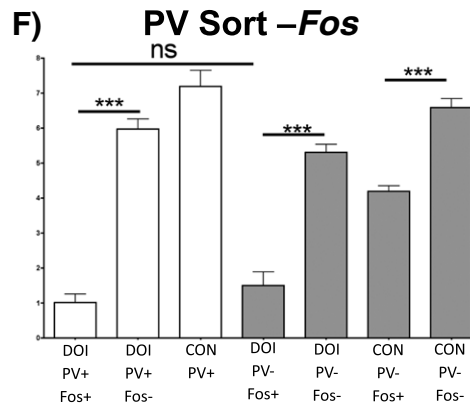 F) PV Sort –Fos
ns
***
***
***
8
7
6
5
4
3
2
1
0
DOI DOI CON DOI DOI CON CON
PV+ PV+ PV+ PV- PV- PV- PV-
Fos+ Fos- Fos+ Fos- Fos+ Fos-